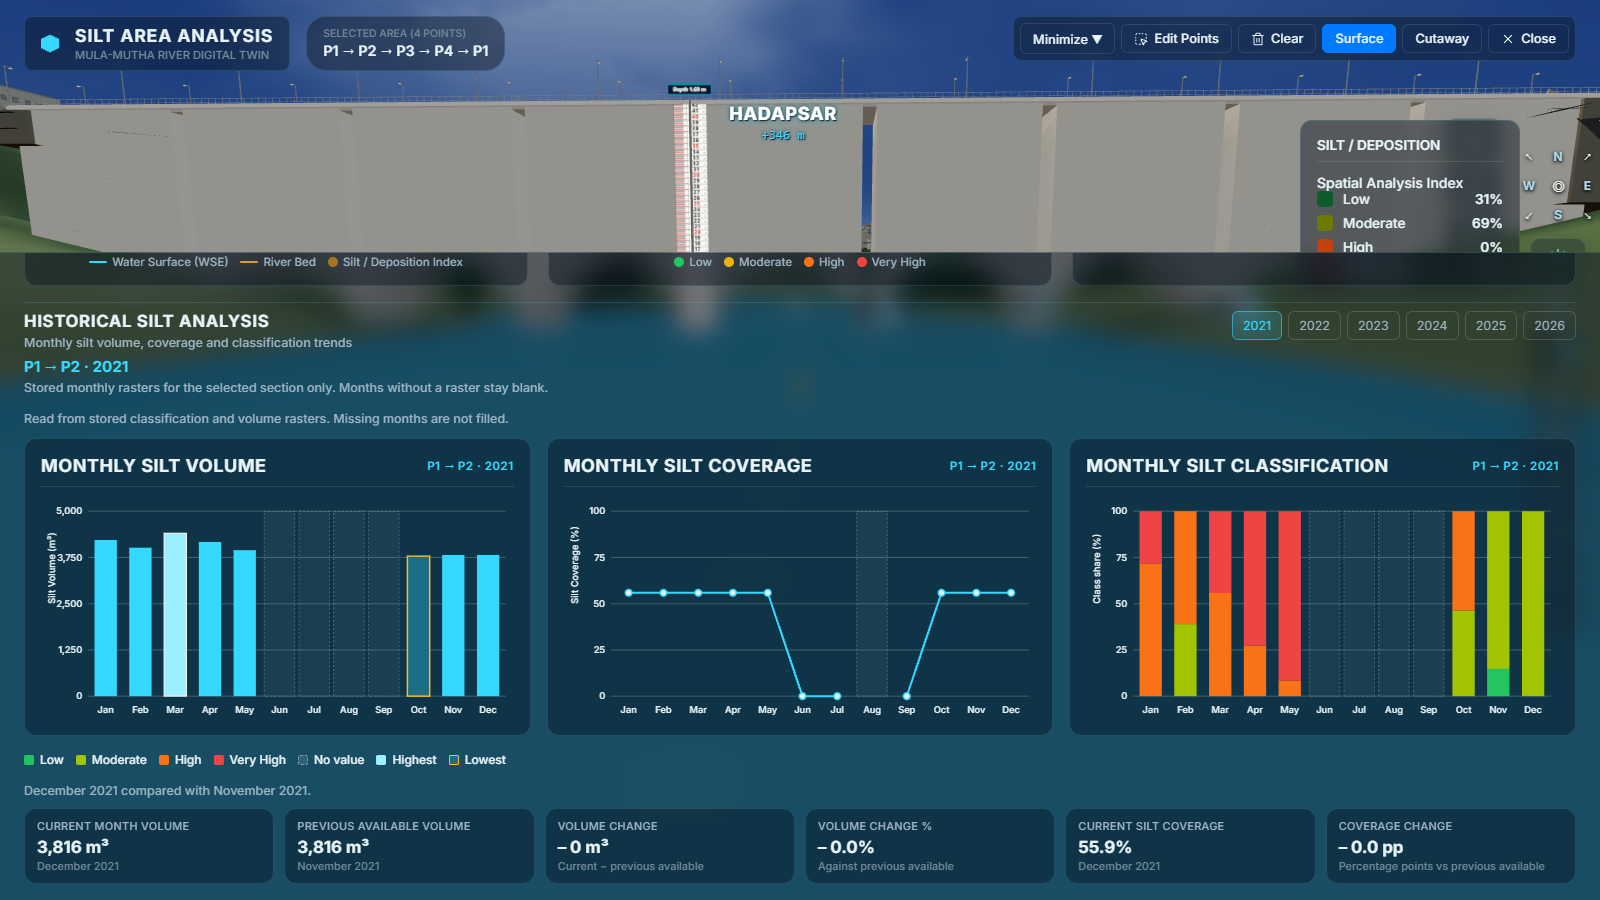 SILT AREA ANALYSIS
MULA-MUTHA RIVER DIGITAL TWIN
SELECTED AREA (4 POINTS)
P1 → P2 → P3 → P4 → P1
Minimize ▼
Edit Points
Clear
Surface
Cutaway
Close
Depth 1.69 m
HADAPSAR
+346 m
SILT / DEPOSITION
Spatial Analysis Index
Low 31%
Moderate 69%
High 0%
N
W
E
S
Water Surface (WSE)
River Bed
Silt / Deposition Index
Low
Moderate
High
Very High
HISTORICAL SILT ANALYSIS
Monthly silt volume, coverage and classification trends
2021
2022
2023
2024
2025
2026
P1 → P2 · 2021
Stored monthly rasters for the selected section only. Months without a raster stay blank.
Read from stored classification and volume rasters. Missing months are not filled.
MONTHLY SILT VOLUME
P1 → P2 · 2021
Silt Volume (m³)
5,000
3,750
2,500
1,250
0
Jan Feb Mar Apr May Jun Jul Aug Sep Oct Nov Dec
MONTHLY SILT COVERAGE
P1 → P2 · 2021
Silt Coverage (%)
100
75
50
25
0
Jan Feb Mar Apr May Jun Jul Aug Sep Oct Nov Dec
MONTHLY SILT CLASSIFICATION
P1 → P2 · 2021
Class share (%)
100
75
50
25
0
Jan Feb Mar Apr May Jun Jul Aug Sep Oct Nov Dec
Low
Moderate
High
Very High
No value
Highest
Lowest
December 2021 compared with November 2021.
CURRENT MONTH VOLUME
3,816 m³
December 2021
PREVIOUS AVAILABLE VOLUME
3,816 m³
November 2021
VOLUME CHANGE
−0 m³
Current − previous available
VOLUME CHANGE %
−0.0%
Against previous available
CURRENT SILT COVERAGE
55.9%
December 2021
COVERAGE CHANGE
−0.0 pp
Percentage points vs previous available